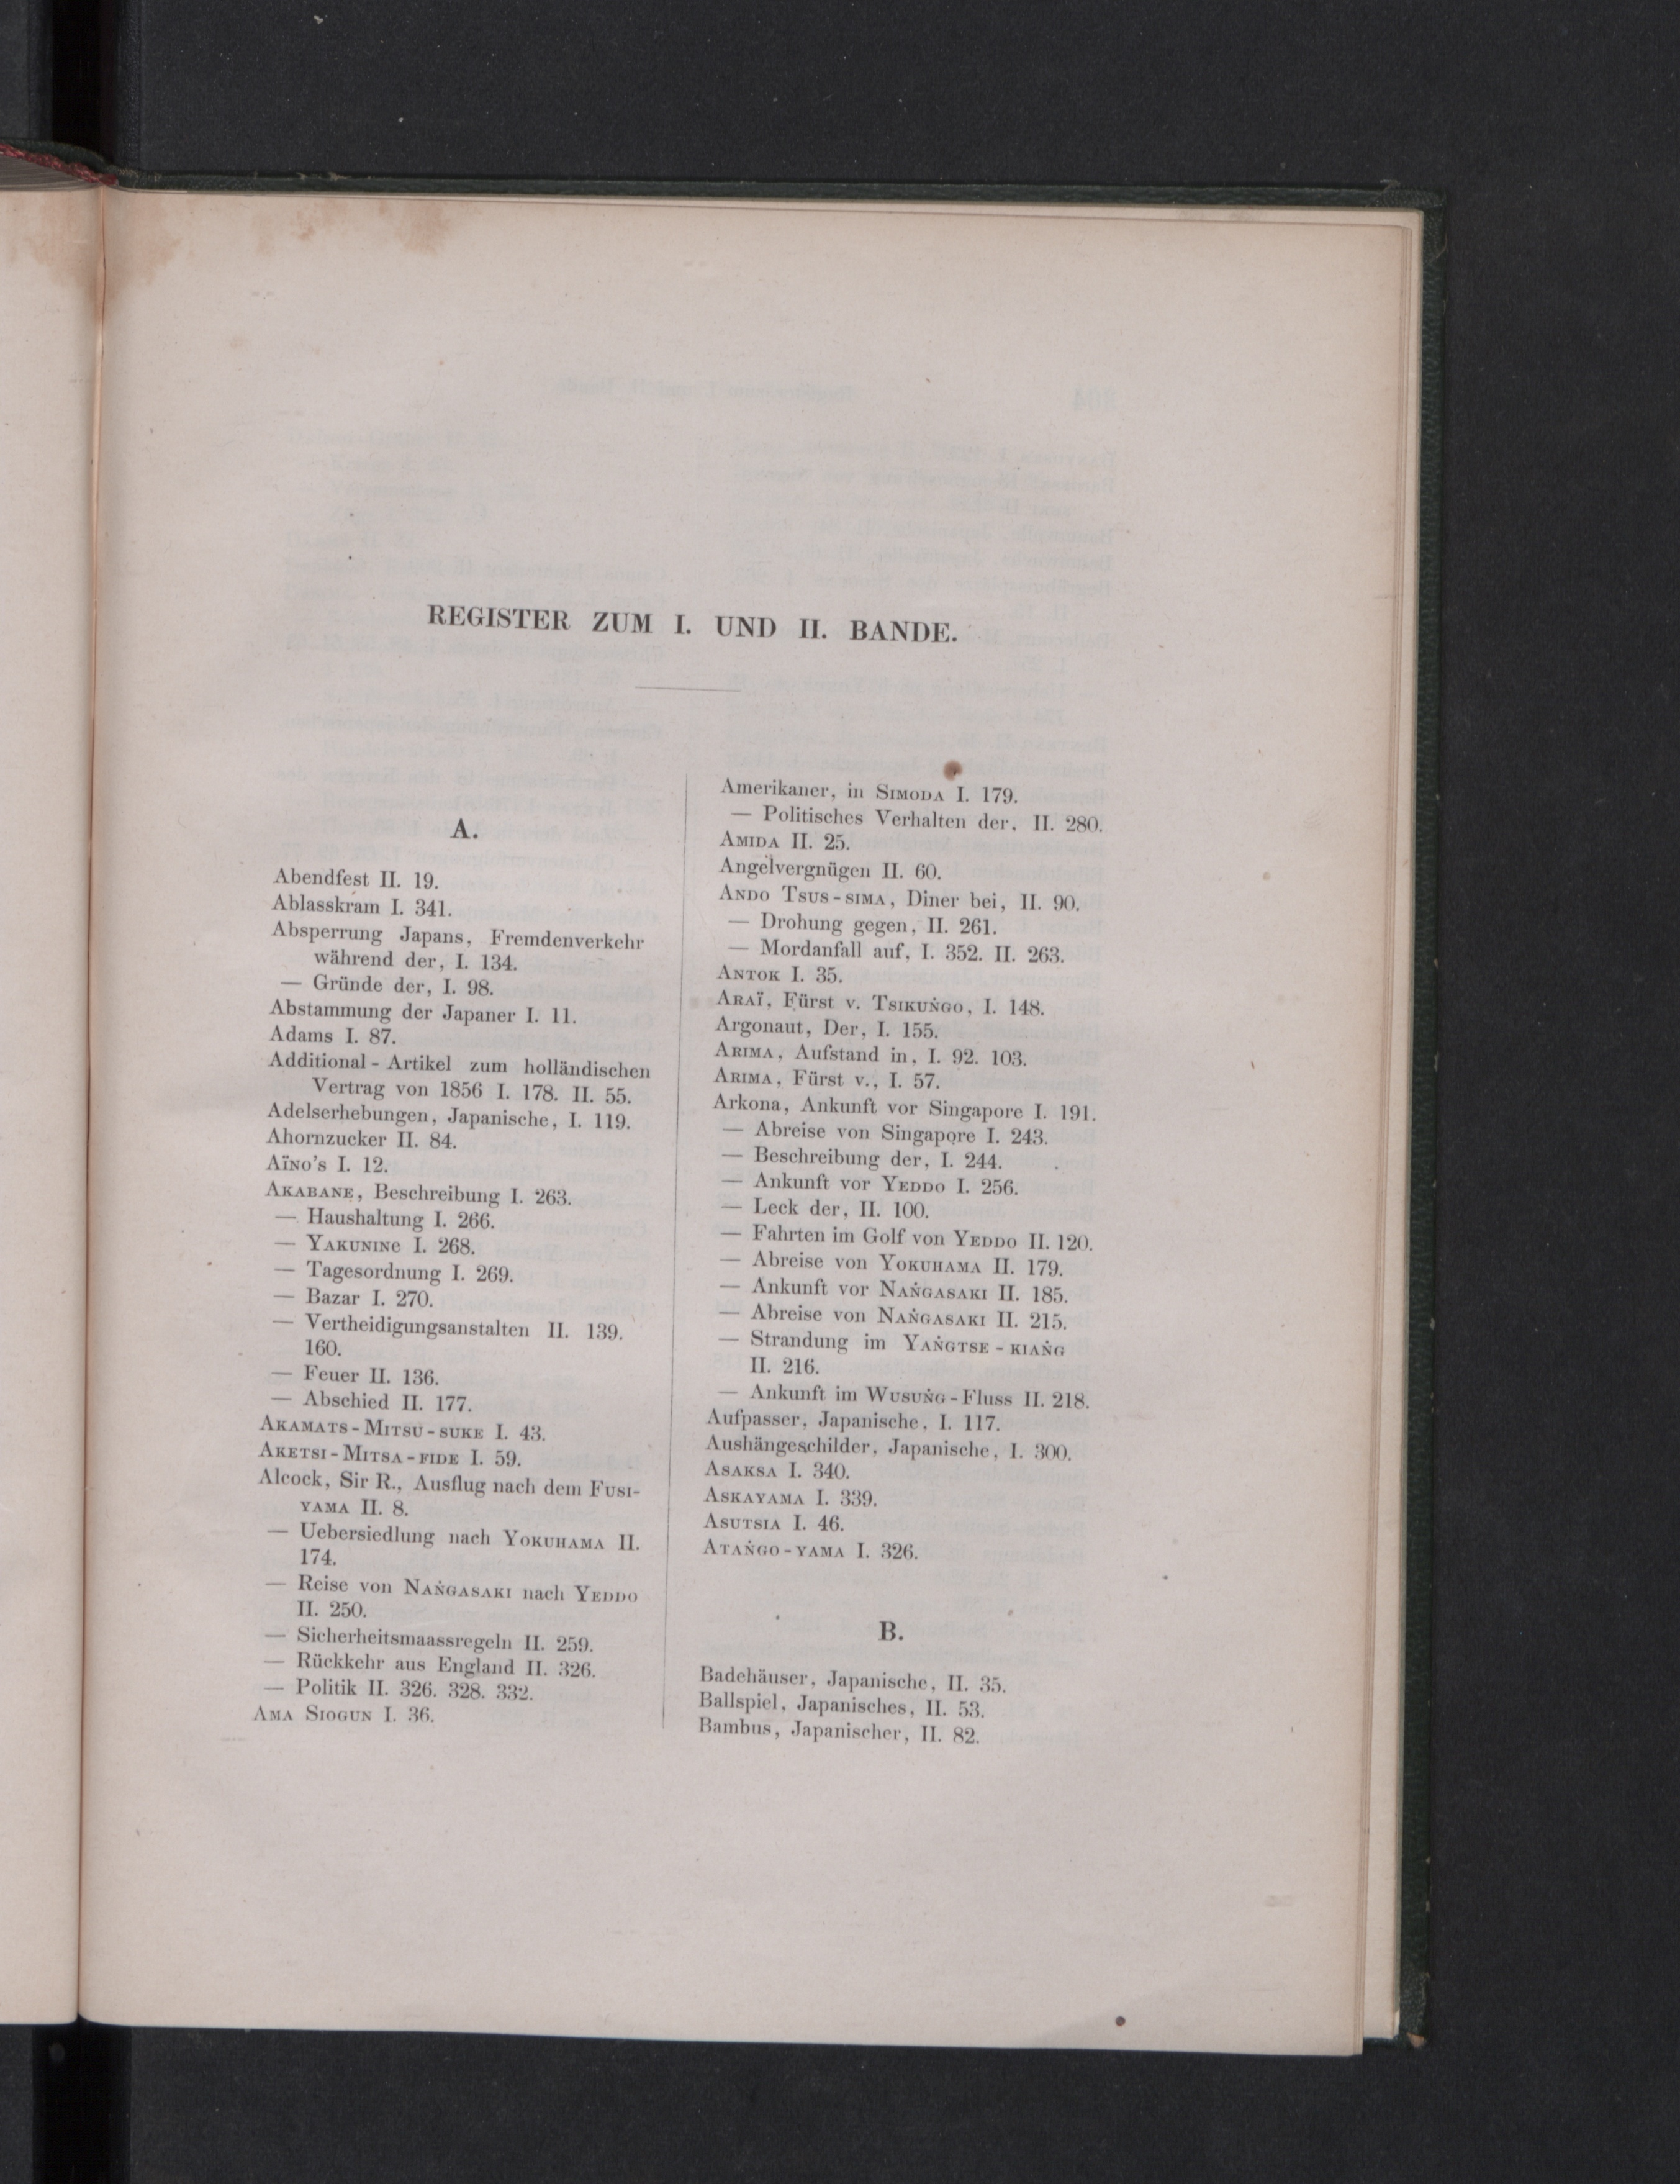 REGISTER ZUM I. UND II. BANDE.
A.
Abendfest II. 19.
Ablasskram I. 341.
Absperrung Japans, Fremdenverkehr
während der, I. 134.
— Gründe der, I. 98.
Abstammung der Japaner I. 11.
Adams I. 87.
Additional-Artikel zum holländischen
Vertrag von 1856 I. 178. II. 55.
Adelserhebungen, Japanische, I. 119.
Ahornzucker II. 84.
Aïno's I. 12.
Akabane, Beschreibung I. 263.
— Haushaltung I. 266.
— Yakunine I. 268.
— Tagesordnung I. 269.
— Bazar I. 270.
— Vertheidigungsanstalten II. 139.
160.
— Feuer II. 136.
— Abschied II. 177.
Akamats-Mitsu-suke I. 43.
Aketsi-Mitsa-fide I. 59.
Alcock, Sir R., Ausflug nach dem Fusi-
yama II. 8.
— Uebersiedlung nach Yokuhama II.
174.
— Reise von Naṅgasaki nach Yeddo
II. 250.
— Sicherheitsmaassregeln II. 259.
— Rückkehr aus England II. 326.
— Politik II. 326. 328. 332.
Ama Siogun I. 36.
Amerikaner, in Simoda I. 179.
— Politisches Verhalten der, II. 280.
Amida II. 25.
Angelvergnügen II. 60.
Ando Tsus-sima, Diner bei, II. 90.
— Drohung gegen, II. 261.
— Mordanfall auf, I. 352. II. 263.
Antok I. 35.
Araï, Fürst v. Tsikuṅgo, I. 148.
Argonaut, Der, I. 155.
Arima, Aufstand in, I. 92. 103.
Arima, Fürst v., I. 57.
Arkona, Ankunft vor Singapore I. 191.
— Abreise von Singapore I. 243.
— Beschreibung der, I. 244.
— Ankunft vor Yeddo I. 256.
— Leck der, II. 100.
— Fahrten im Golf von Yeddo II. 120.
— Abreise von Yokuhama II. 179.
— Ankunft vor Naṅgasaki II. 185.
— Abreise von Naṅgasaki II. 215.
— Strandung im Yaṅgtse-kiaṅg
II. 216.
— Ankunft im Wusuṅg-Fluss II. 218.
Aufpasser, Japanische, I. 117.
Aushängeschilder, Japanische, I. 300.
Asaksa I. 340.
Askayama I. 339.
Asutsia I. 46.
Ataṅgo-yama I. 326.
B.
Badehäuser, Japanische, II. 35.
Ballspiel, Japanisches, II. 53.
Bambus, Japanischer, II. 82.